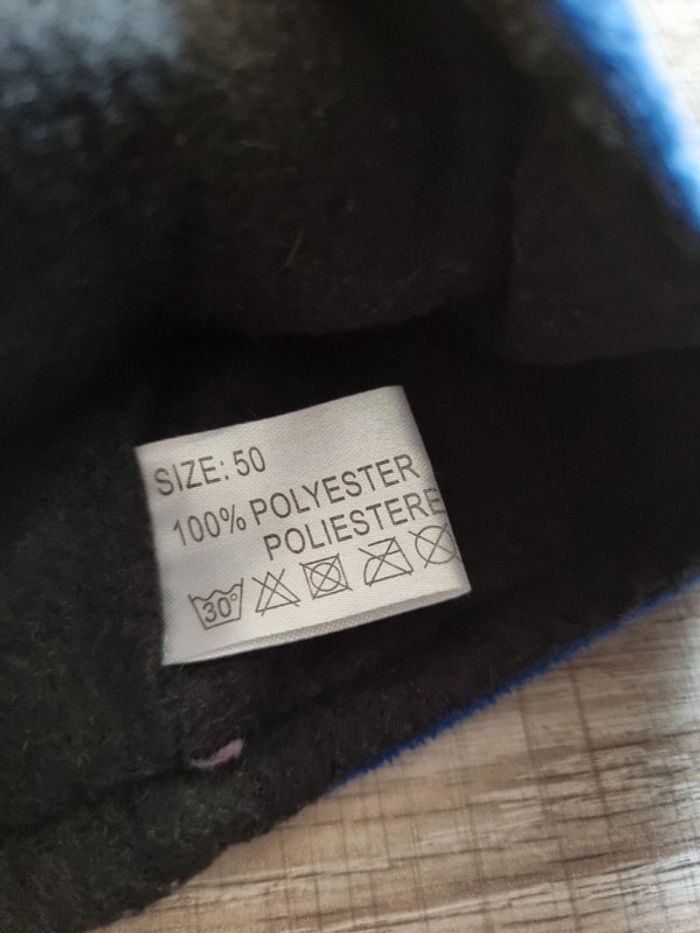 SIZE: 50
100% POLYESTER
POLIESTERE
30°